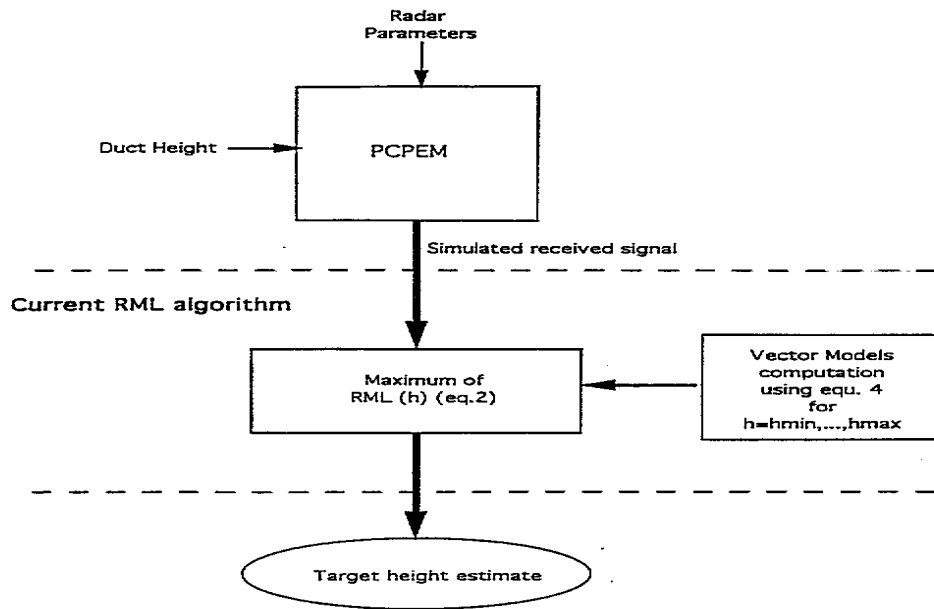 Radar
Parameters
Duct Height
PCPEM
Simulated received signal
Current RML algorithm
Maximum of
RML (h) (eq.2)
Vector Models
computation
using equ. 4
for
h=hmin,...,hmax
Target height estimate